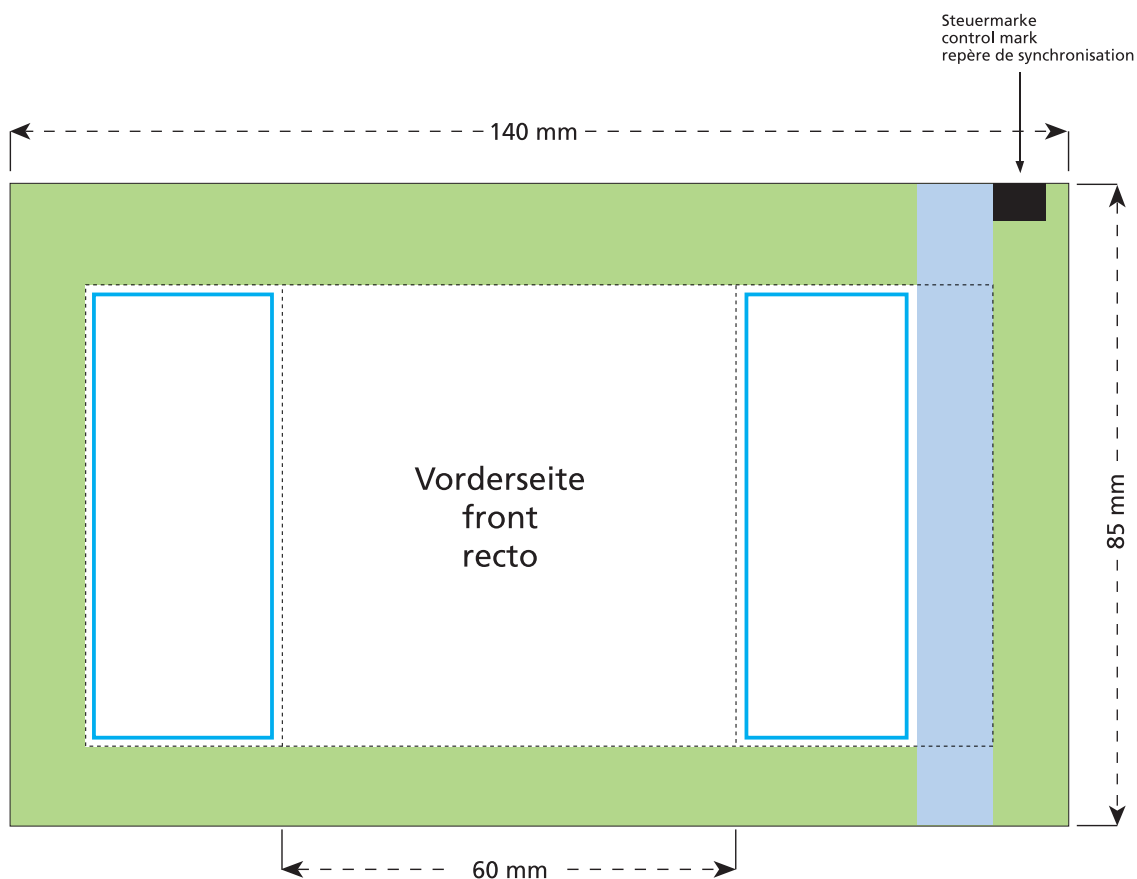 Steuermarke
control mark
repère de synchronisation
140 mm
Vorderseite
front
recto
85 mm
60 mm